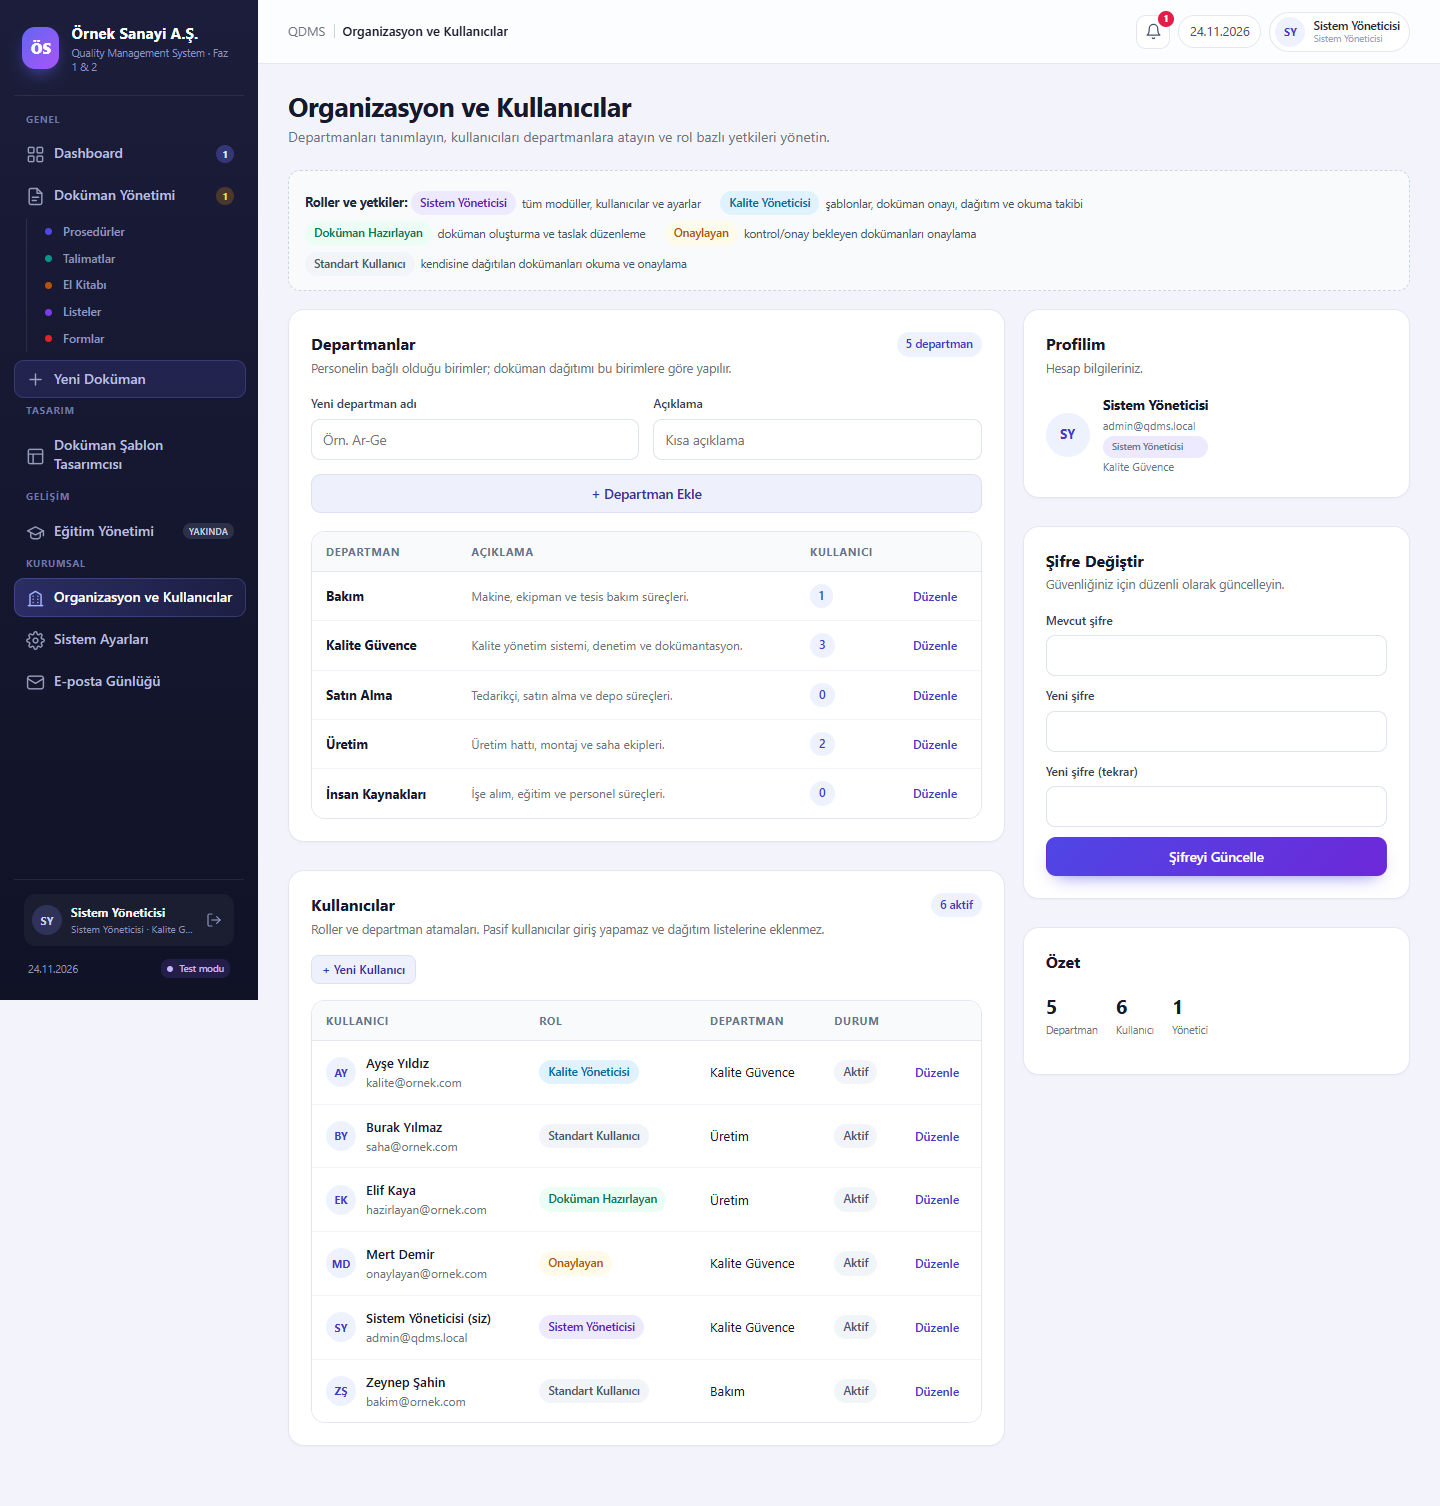 ÖS
Örnek Sanayi A.Ş.
Quality Management System · Faz
1 & 2
GENEL
Dashboard 1
Doküman Yönetimi 1
Prosedürler
Talimatlar
El Kitabı
Listeler
Formlar
Yeni Doküman
TASARIM
Doküman Şablon
Tasarımcısı
GELİŞİM
Eğitim Yönetimi YAKINDA
KURUMSAL
Organizasyon ve Kullanıcılar
Sistem Ayarları
E-posta Günlüğü
SY
Sistem Yöneticisi
Sistem Yöneticisi · Kalite G...
24.11.2026 Test modu
QDMS Organizasyon ve Kullanıcılar
1
24.11.2026
SY
Sistem Yöneticisi
Sistem Yöneticisi
Organizasyon ve Kullanıcılar
Departmanları tanımlayın, kullanıcıları departmanlara atayın ve rol bazlı yetkileri yönetin.
Roller ve yetkiler: Sistem Yöneticisi tüm modüller, kullanıcılar ve ayarlar Kalite Yöneticisi şablonlar, doküman onayı, dağıtım ve okuma takibi
Doküman Hazırlayan doküman oluşturma ve taslak düzenleme Onaylayan kontrol/onay bekleyen dokümanları onaylama
Standart Kullanıcı kendisine dağıtılan dokümanları okuma ve onaylama
Departmanlar 5 departman
Personelin bağlı olduğu birimler; doküman dağıtımı bu birimlere göre yapılır.
Yeni departman adı Açıklama
Örn. Ar-Ge Kısa açıklama
+ Departman Ekle
DEPARTMAN AÇIKLAMA KULLANICI
Bakım Makine, ekipman ve tesis bakım süreçleri. 1 Düzenle
Kalite Güvence Kalite yönetim sistemi, denetim ve dokümantasyon. 3 Düzenle
Satın Alma Tedarikçi, satın alma ve depo süreçleri. 0 Düzenle
Üretim Üretim hattı, montaj ve saha ekipleri. 2 Düzenle
İnsan Kaynakları İşe alım, eğitim ve personel süreçleri. 0 Düzenle
Kullanıcılar 6 aktif
Roller ve departman atamaları. Pasif kullanıcılar giriş yapamaz ve dağıtım listelerine eklenmez.
+ Yeni Kullanıcı
KULLANICI ROL DEPARTMAN DURUM
AY Ayşe Yıldız Kalite Yöneticisi Kalite Güvence Aktif Düzenle
kalite@ornek.com
BY Burak Yılmaz Standart Kullanıcı Üretim Aktif Düzenle
saha@ornek.com
EK Elif Kaya Doküman Hazırlayan Üretim Aktif Düzenle
hazirlayan@ornek.com
MD Mert Demir Onaylayan Kalite Güvence Aktif Düzenle
onaylayan@ornek.com
SY Sistem Yöneticisi (siz) Sistem Yöneticisi Kalite Güvence Aktif Düzenle
admin@qdms.local
ZŞ Zeynep Şahin Standart Kullanıcı Bakım Aktif Düzenle
bakim@ornek.com
Profilim
Hesap bilgileriniz.
SY
Sistem Yöneticisi
admin@qdms.local
Sistem Yöneticisi
Kalite Güvence
Şifre Değiştir
Güvenliğiniz için düzenli olarak güncelleyin.
Mevcut şifre
Yeni şifre
Yeni şifre (tekrar)
Şifreyi Güncelle
Özet
5 6 1
Departman Kullanıcı Yönetici